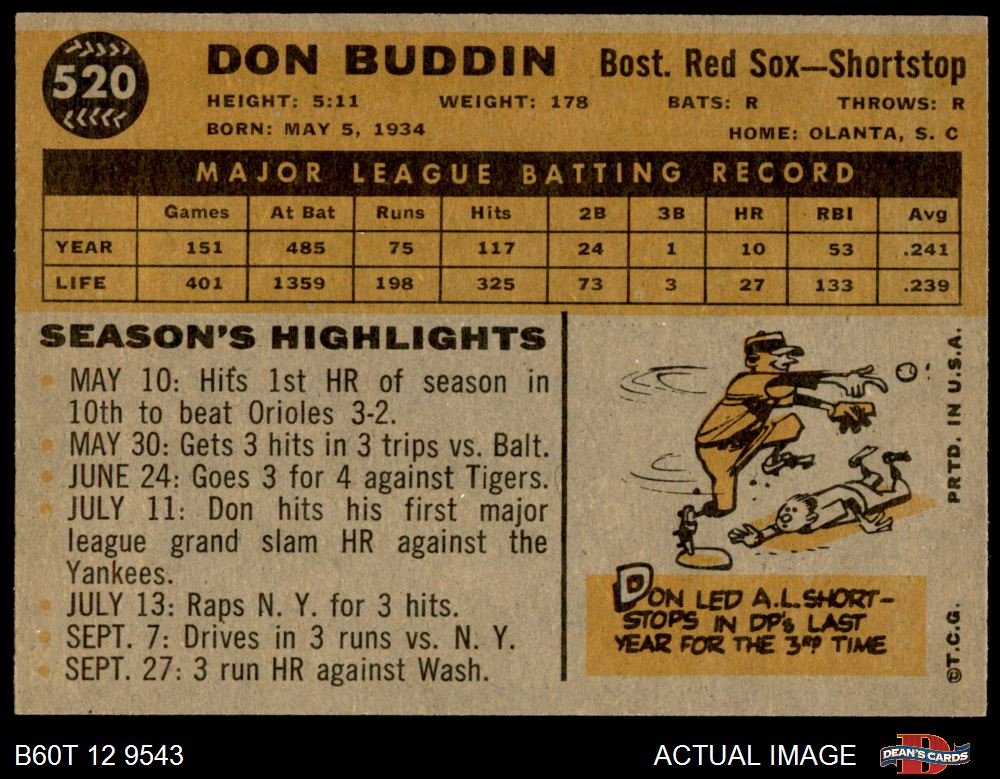 520
DON BUDDIN Bost. Red Sox—Shortstop
HEIGHT: 5:11 WEIGHT: 178 BATS: R THROWS: R
BORN: MAY 5, 1934 HOME: OLANTA, S. C
MAJOR LEAGUE BATTING RECORD
Games At Bat Runs Hits 2B 3B HR RBI Avg
YEAR 151 485 75 117 24 1 10 53 .241
LIFE 401 1359 198 325 73 3 27 133 .239
SEASON'S HIGHLIGHTS
• MAY 10: Hits 1st HR of season in
10th to beat Orioles 3-2.
• MAY 30: Gets 3 hits in 3 trips vs. Balt.
• JUNE 24: Goes 3 for 4 against Tigers.
• JULY 11: Don hits his first major
league grand slam HR against the
Yankees.
• JULY 13: Raps N. Y. for 3 hits.
• SEPT. 7: Drives in 3 runs vs. N. Y.
• SEPT. 27: 3 run HR against Wash.
DON LED A.L. SHORT-
STOPS IN DP's LAST
YEAR FOR THE 3RD TIME
©T.C.G. PRTD. IN U.S.A.
B60T 12 9543 ACTUAL IMAGE
DEAN'S CARDS